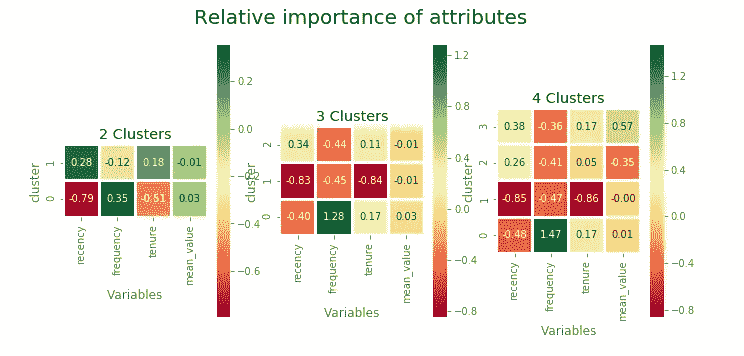 Relative importance of attributes
2 Clusters
cluster
1 0.28 -0.12 0.18 -0.01
0 -0.79 0.35 -0.51 0.03
recency frequency tenure mean_value
Variables
0.2
0.0
-0.2
-0.4
-0.6
3 Clusters
cluster
2 0.34 -0.44 0.11 -0.01
1 -0.83 -0.45 -0.84 -0.01
0 -0.40 1.28 0.17 0.03
recency frequency tenure mean_value
Variables
1.2
0.8
0.4
0.0
-0.4
-0.8
4 Clusters
cluster
3 0.38 -0.36 0.17 0.57
2 0.26 -0.41 0.05 -0.35
1 -0.85 -0.47 -0.86 -0.00
0 -0.48 1.47 0.17 0.01
recency frequency tenure mean_value
Variables
1.2
0.8
0.4
0.0
-0.4
-0.8